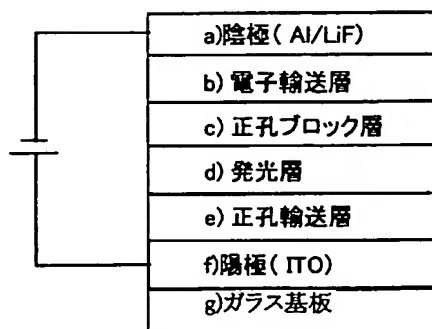 a)陰極( Al/LiF)
b) 電子輸送層
c) 正孔ブロック層
d) 発光層
e) 正孔輸送層
f)陽極( ITO)
g)ガラス基板